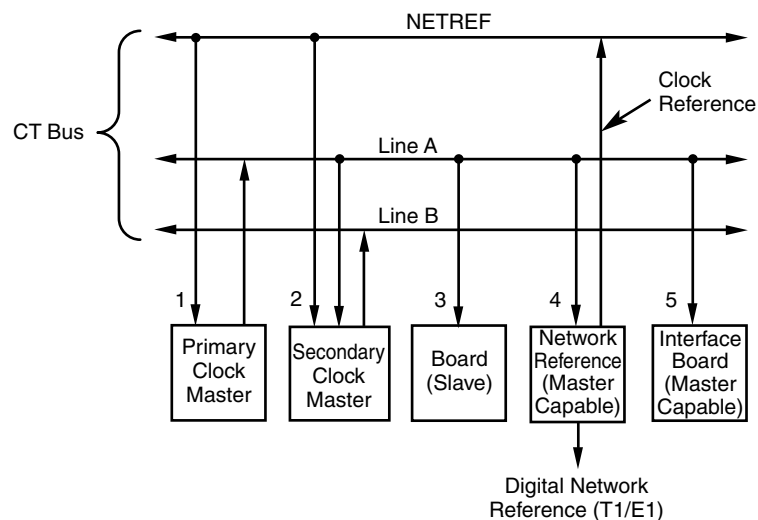 NETREF
Clock
Reference
CT Bus
Line A
Line B
1
2
3
4
5
Primary
Clock
Master
Secondary
Clock
Master
Board
(Slave)
Network
Reference
(Master
Capable)
Interface
Board
(Master
Capable)
Digital Network
Reference (T1/E1)